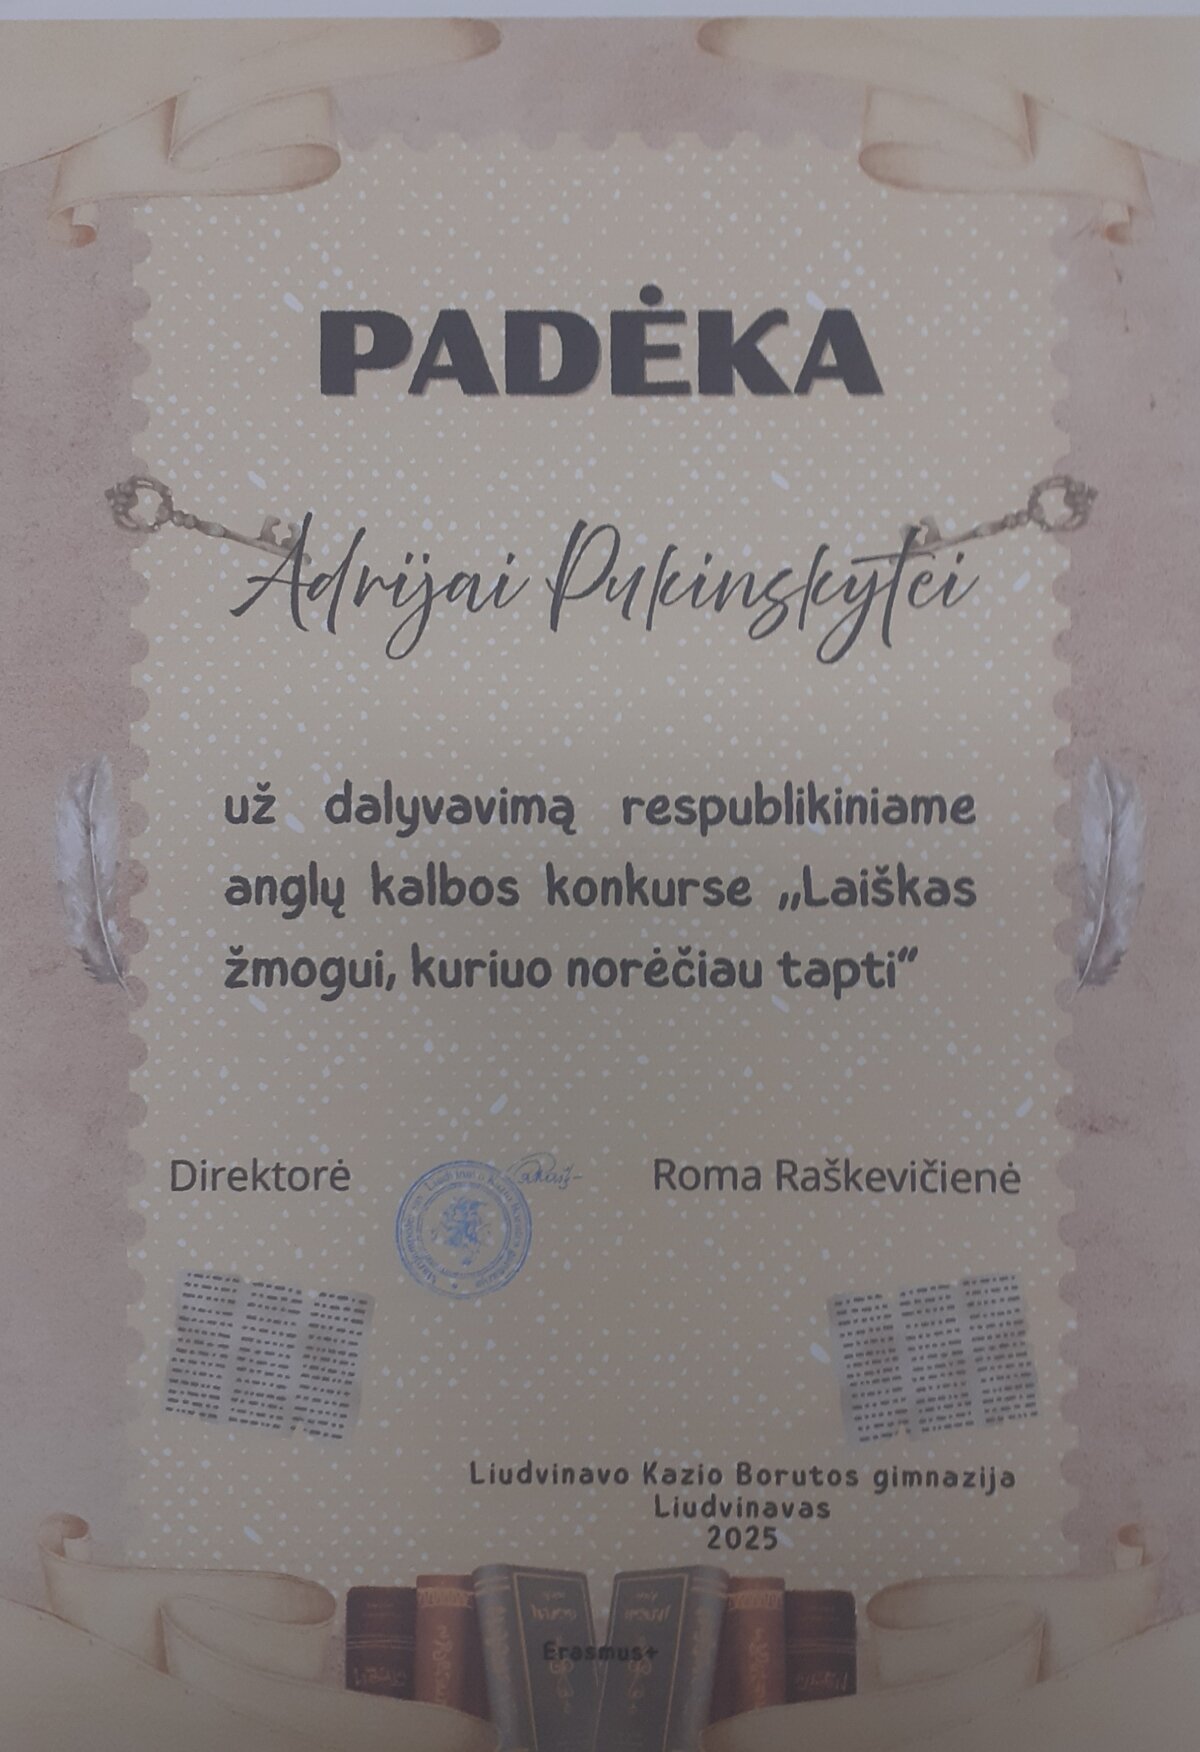 PADĖKA
Adrijai Pukinskytei
už dalyvavimą respublikiniame
anglų kalbos konkurse „Laiškas
žmogui, kuriuo norėčiau tapti“
Direktorė
Roma Raškevičienė
Liudvinavo Kazio Borutos gimnazija
Liudvinavas
2025
Erasmus+